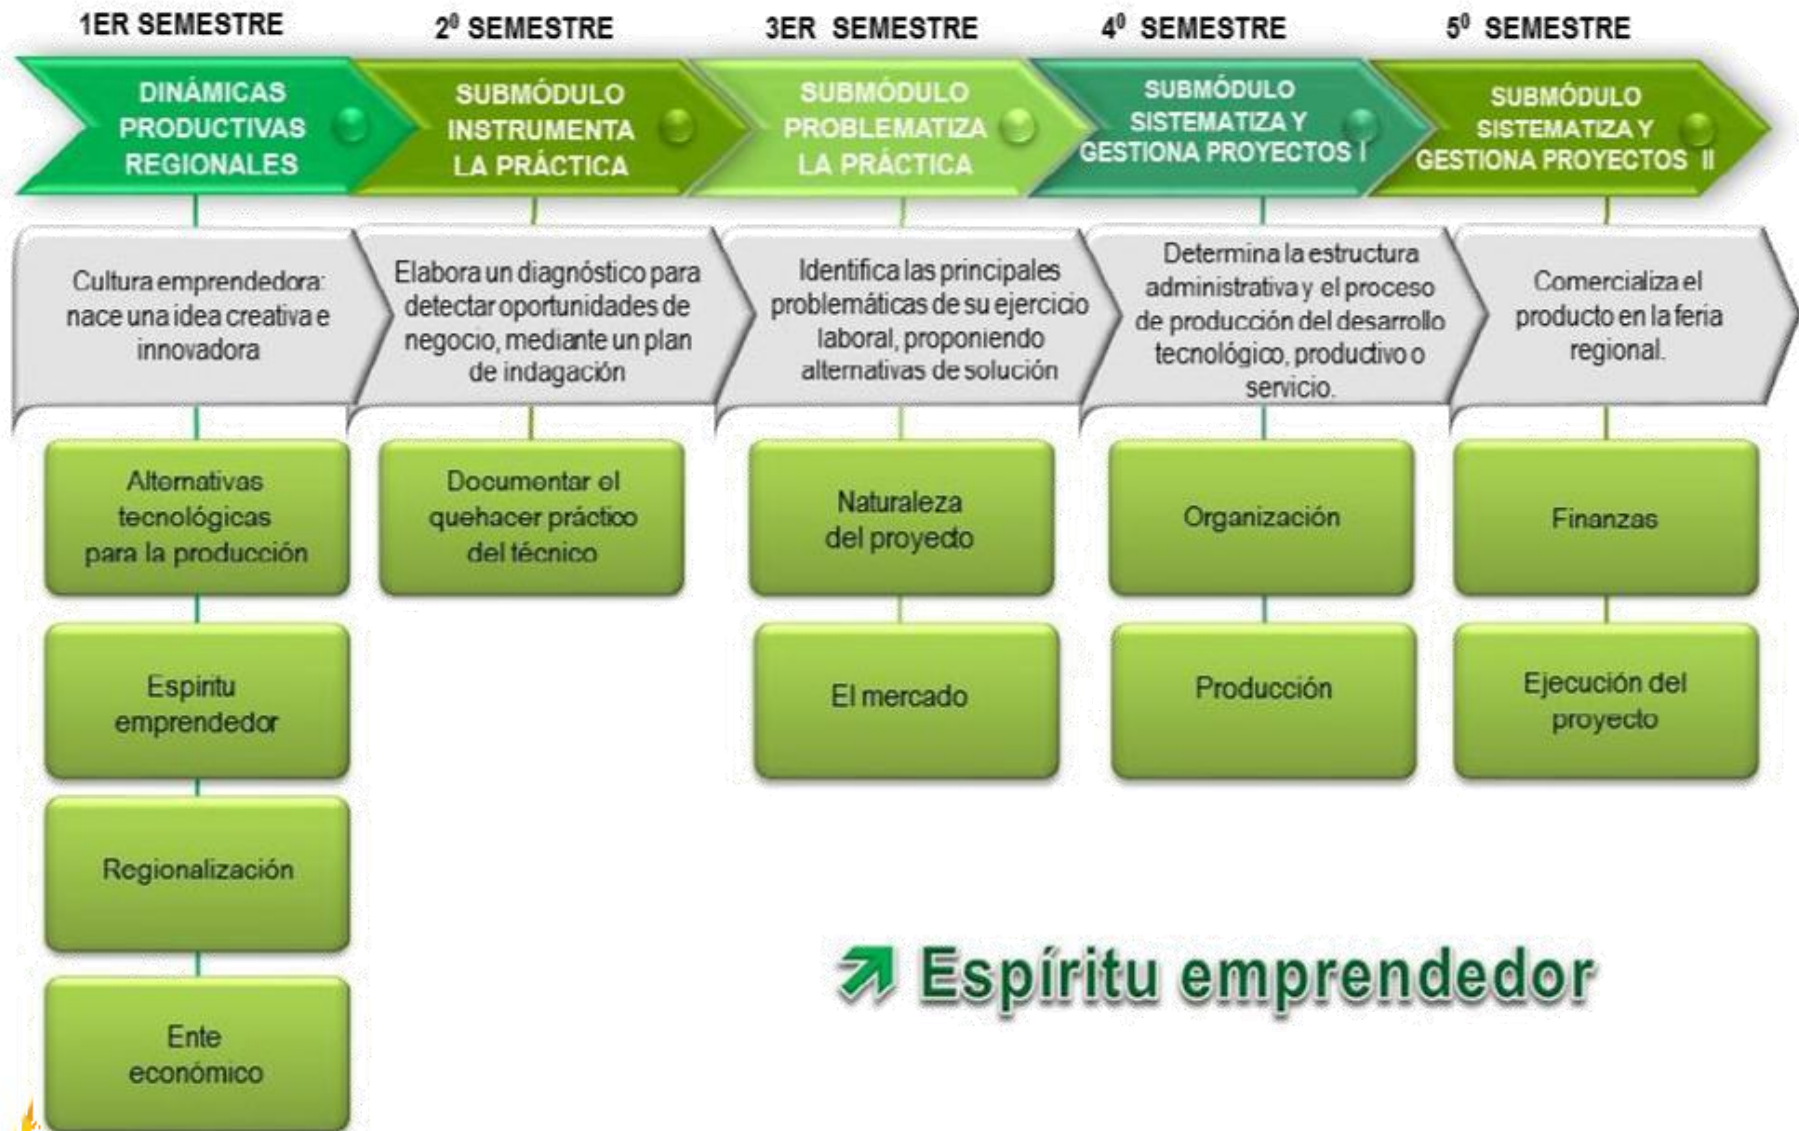 1ER SEMESTRE
2⁰ SEMESTRE
3ER SEMESTRE
4⁰ SEMESTRE
5⁰ SEMESTRE
DINÁMICAS
PRODUCTIVAS
REGIONALES
SUBMÓDULO
INSTRUMENTA
LA PRÁCTICA
SUBMÓDULO
PROBLEMATIZA
LA PRÁCTICA
SUBMÓDULO
SISTEMATIZA Y
GESTIONA PROYECTOS I
SUBMÓDULO
SISTEMATIZA Y
GESTIONA PROYECTOS II
Cultura emprendedora:
nace una idea creativa e
innovadora
Elabora un diagnóstico para
detectar oportunidades de
negocio, mediante un plan
de indagación
Identifica las principales
problemáticas de su ejercicio
laboral, proponiendo
alternativas de solución
Determina la estructura
administrativa y el proceso
de producción del desarrollo
tecnológico, productivo o
servicio.
Comercializa el
producto en la feria
regional.
Alternativas
tecnológicas
para la producción
Documentar el
quehacer práctico
del técnico
Naturaleza
del proyecto
Organización
Finanzas
Espiritu
emprendedor
El mercado
Producción
Ejecución del
proyecto
Regionalización
Ente
económico
Espíritu emprendedor